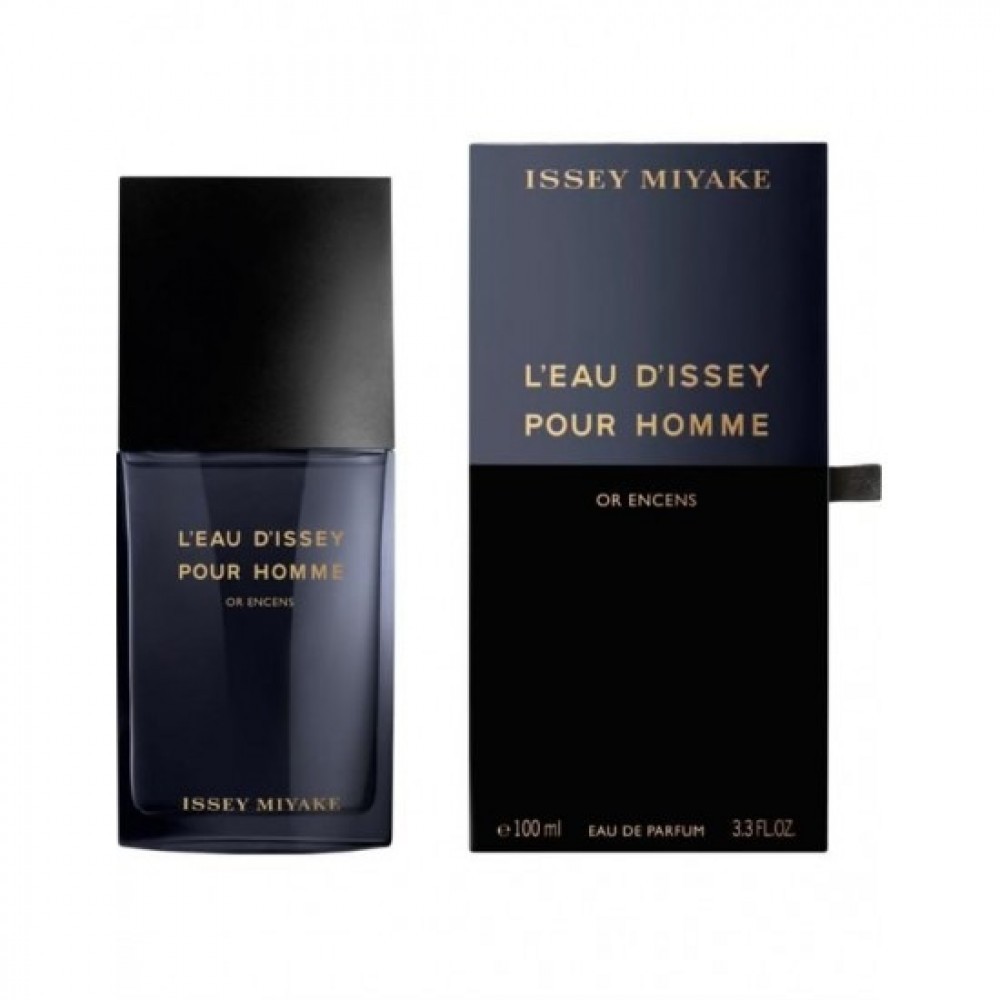 L'EAU D'ISSEY
POUR HOMME
OR ENCENS
ISSEY MIYAKE
ISSEY MIYAKE
L'EAU D'ISSEY
POUR HOMME
OR ENCENS
℮ 100 ml EAU DE PARFUM 3.3 FL.OZ.